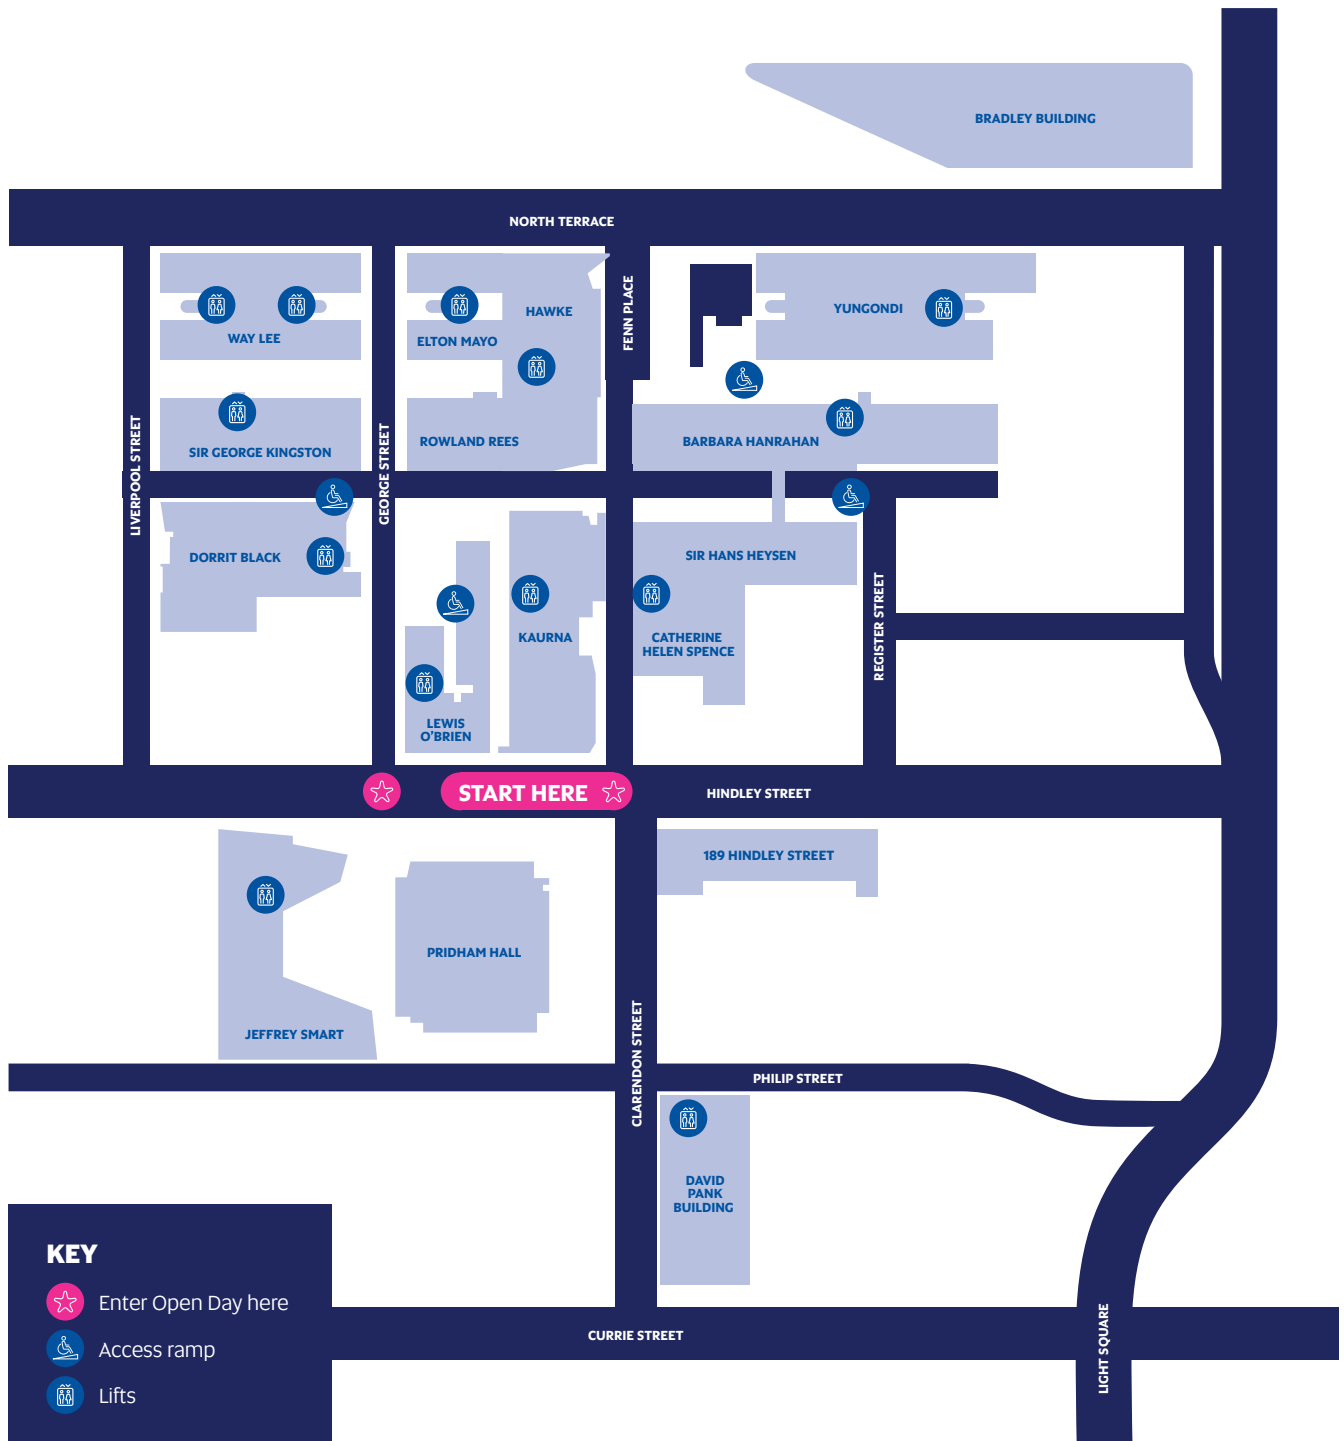 BRADLEY BUILDING
NORTH TERRACE
FENN PLACE
HAWKE
YUNGONDI
WAY LEE
ELTON MAYO
LIVERPOOL STREET
GEORGE STREET
SIR GEORGE KINGSTON
ROWLAND REES
BARBARA HANRAHAN
DORRIT BLACK
SIR HANS HEYSEN
REGISTER STREET
KAURNA
CATHERINE
HELEN SPENCE
LEWIS
O'BRIEN
START HERE
HINDLEY STREET
189 HINDLEY STREET
PRIDHAM HALL
JEFFREY SMART
CLARENDON STREET
PHILIP STREET
DAVID
PANK
BUILDING
KEY
Enter Open Day here
Access ramp
Lifts
CURRIE STREET
LIGHT SQUARE